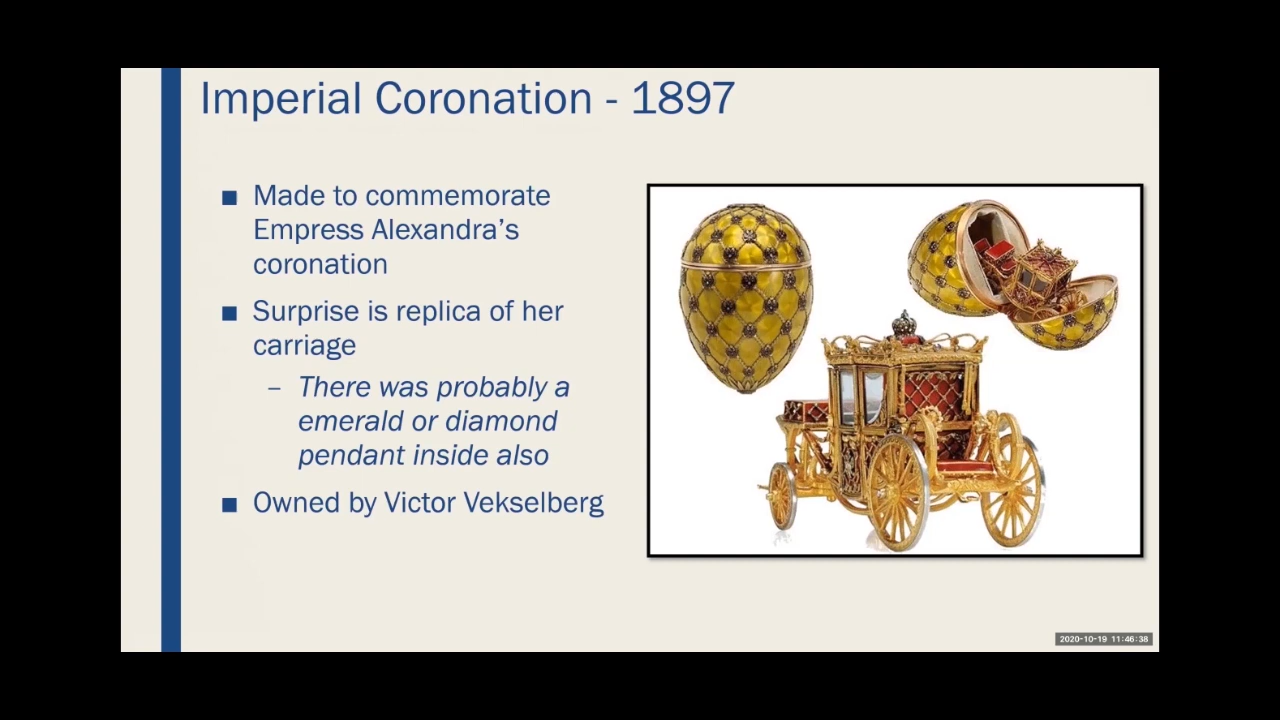 Imperial Coronation - 1897
■ Made to commemorate
Empress Alexandra’s
coronation
■ Surprise is replica of her
carriage
– There was probably a
emerald or diamond
pendant inside also
■ Owned by Victor Vekselberg
2020-10-19 11:46:38